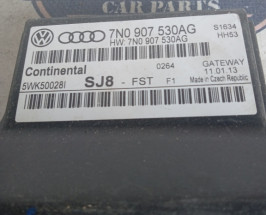 CAR PARTS
7N0 907 530AG S1634
HW: 7N0 907 530AG HH53
Continental 0264 GATEWAY
11.01.13
5WK50028I SJ8 - FST F1 Made in Czech Republic